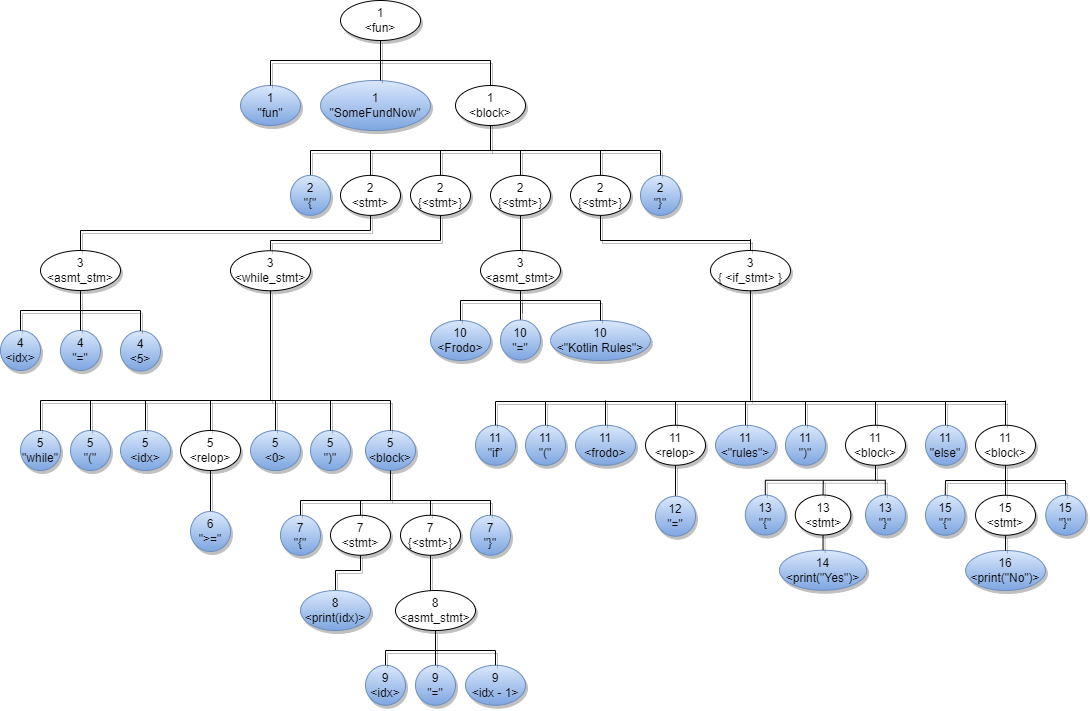 1
<fun>
1
"fun"
1
"SomeFundNow"
1
<block>
2
"{"
2
<stmt>
2
{<stmt>}
2
{<stmt>}
2
{<stmt>}
2
"}"
3
<asmt_stm>
3
<while_stmt>
3
<asmt_stmt>
3
{ <if_stmt> }
4
<idx>
4
"="
4
<5>
10
<Frodo>
10
"="
10
<"Kotlin Rules">
5
"while"
5
"("
5
<idx>
5
<relop>
5
<0>
5
")"
5
<block>
11
"if"
11
"("
11
<frodo>
11
<relop>
11
<"rules">
11
")"
11
<block>
11
"else"
11
<block>
6
">="
7
"{"
7
<stmt>
7
{<stmt>}
7
"}"
12
"="
13
"{"
13
<stmt>
13
"}"
15
"{"
15
<stmt>
15
"}"
14
<print("Yes")>
16
<print("No")>
8
<print(idx)>
8
<asmt_stmt>
9
<idx>
9
"="
9
<idx - 1>